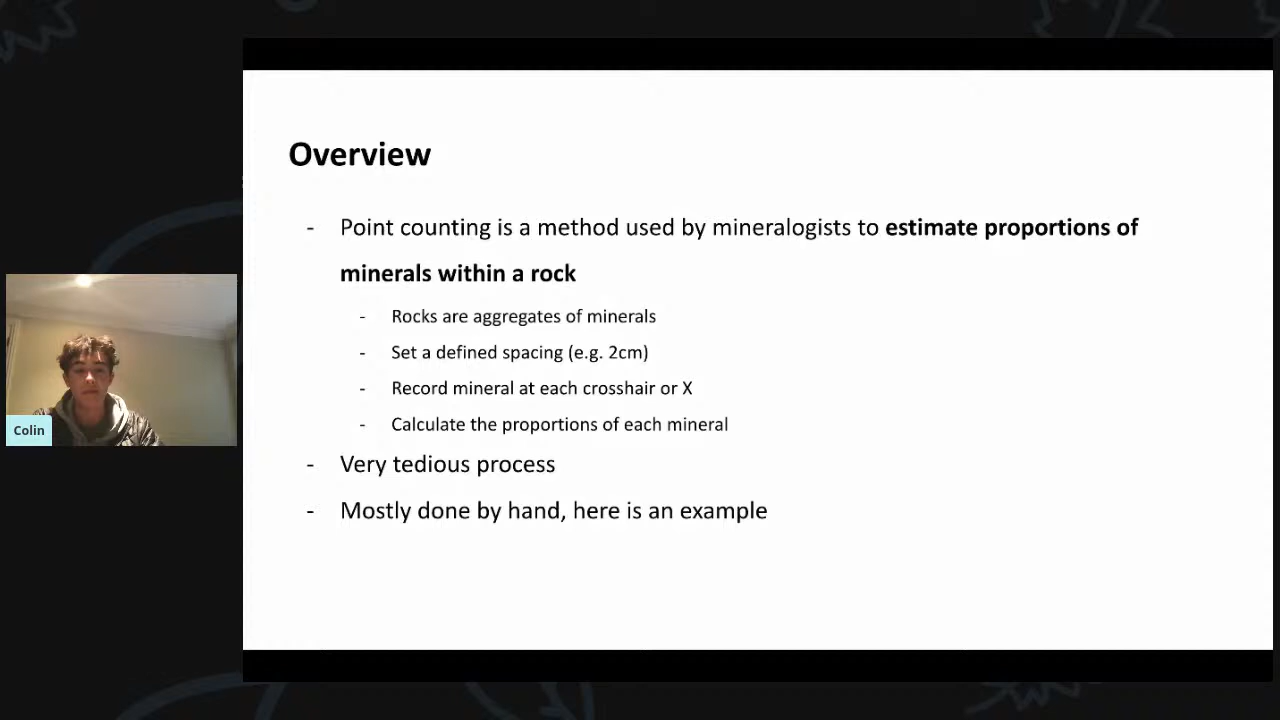 Overview
- Point counting is a method used by mineralogists to estimate proportions of
minerals within a rock
- Rocks are aggregates of minerals
- Set a defined spacing (e.g. 2cm)
- Record mineral at each crosshair or X
- Calculate the proportions of each mineral
- Very tedious process
- Mostly done by hand, here is an example
Colin